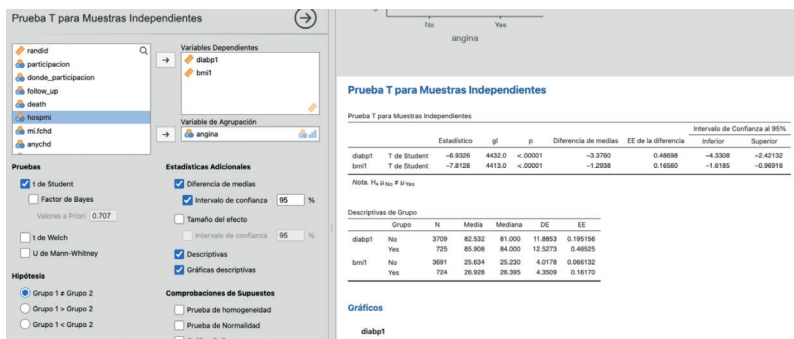 Prueba T para Muestras Independientes
randid
participacion
donde_participacion
follow_up
death
hospmi
mi.fchd
anychd
Variables Dependientes
diabp1
bmi1
Variable de Agrupación
angina
Pruebas
t de Student
Factor de Bayes
Valores a Priori 0.707
t de Welch
U de Mann-Whitney
Hipótesis
Grupo 1 ≠ Grupo 2
Grupo 1 > Grupo 2
Grupo 1 < Grupo 2
Estadísticas Adicionales
Diferencia de medias
Intervalo de confianza 95 %
Tamaño del efecto
Intervalo de confianza 95 %
Descriptivas
Gráficas descriptivas
Comprobaciones de Supuestos
Prueba de homogeneidad
Prueba de Normalidad
No Yes
angina
Prueba T para Muestras Independientes
Prueba T para Muestras Independientes
Intervalo de Confianza al 95%
Estadístico gl p Diferencia de medias EE de la diferencia Inferior Superior
diabp1 T de Student −6.9326 4432.0 <.00001 −3.3760 0.48698 −4.3308 −2.42132
bmi1 T de Student −7.8128 4413.0 <.00001 −1.2938 0.16560 −1.6185 −0.96916
Nota. Hₐ μ No ≠ μ Yes
Descriptivas de Grupo
Grupo N Media Mediana DE EE
diabp1 No 3709 82.532 81.000 11.8853 0.195156
Yes 725 85.908 84.000 12.5273 0.46525
bmi1 No 3691 25.634 25.230 4.0178 0.066132
Yes 724 26.928 26.395 4.3509 0.16170
Gráficos
diabp1